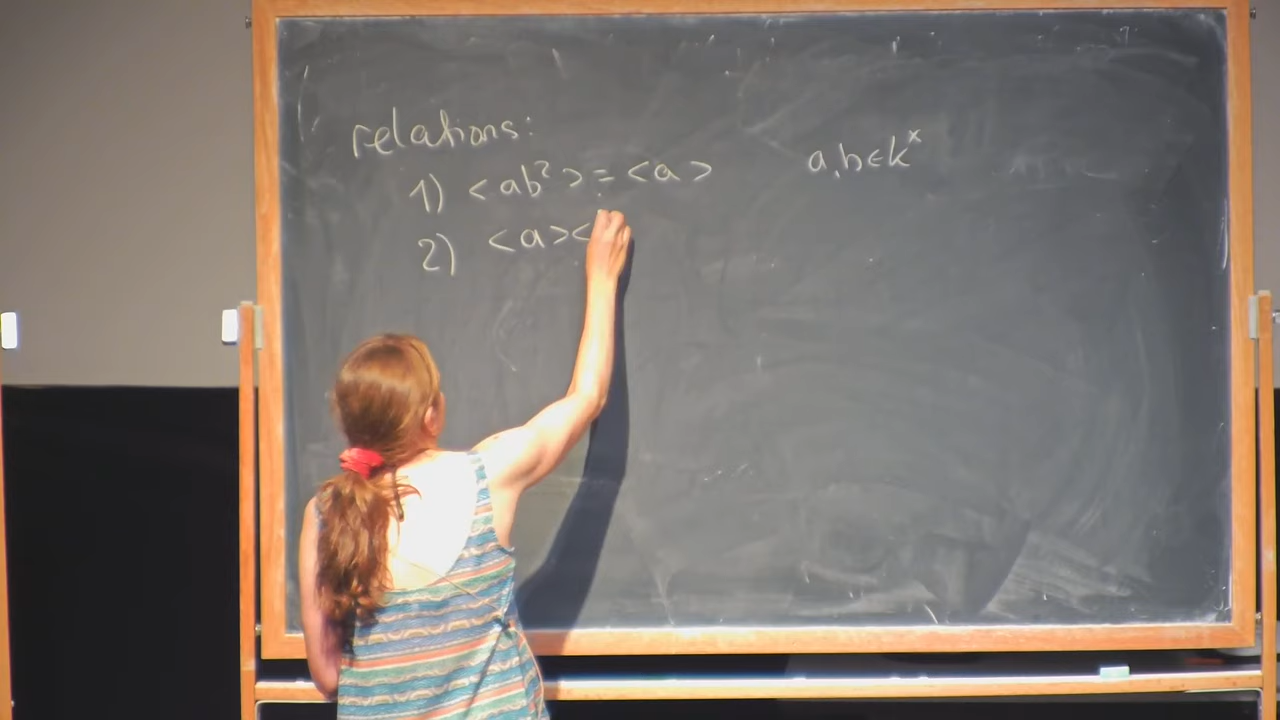 relations:
1) <ab²> = <a> a,b ∈ k^x
2) <a><